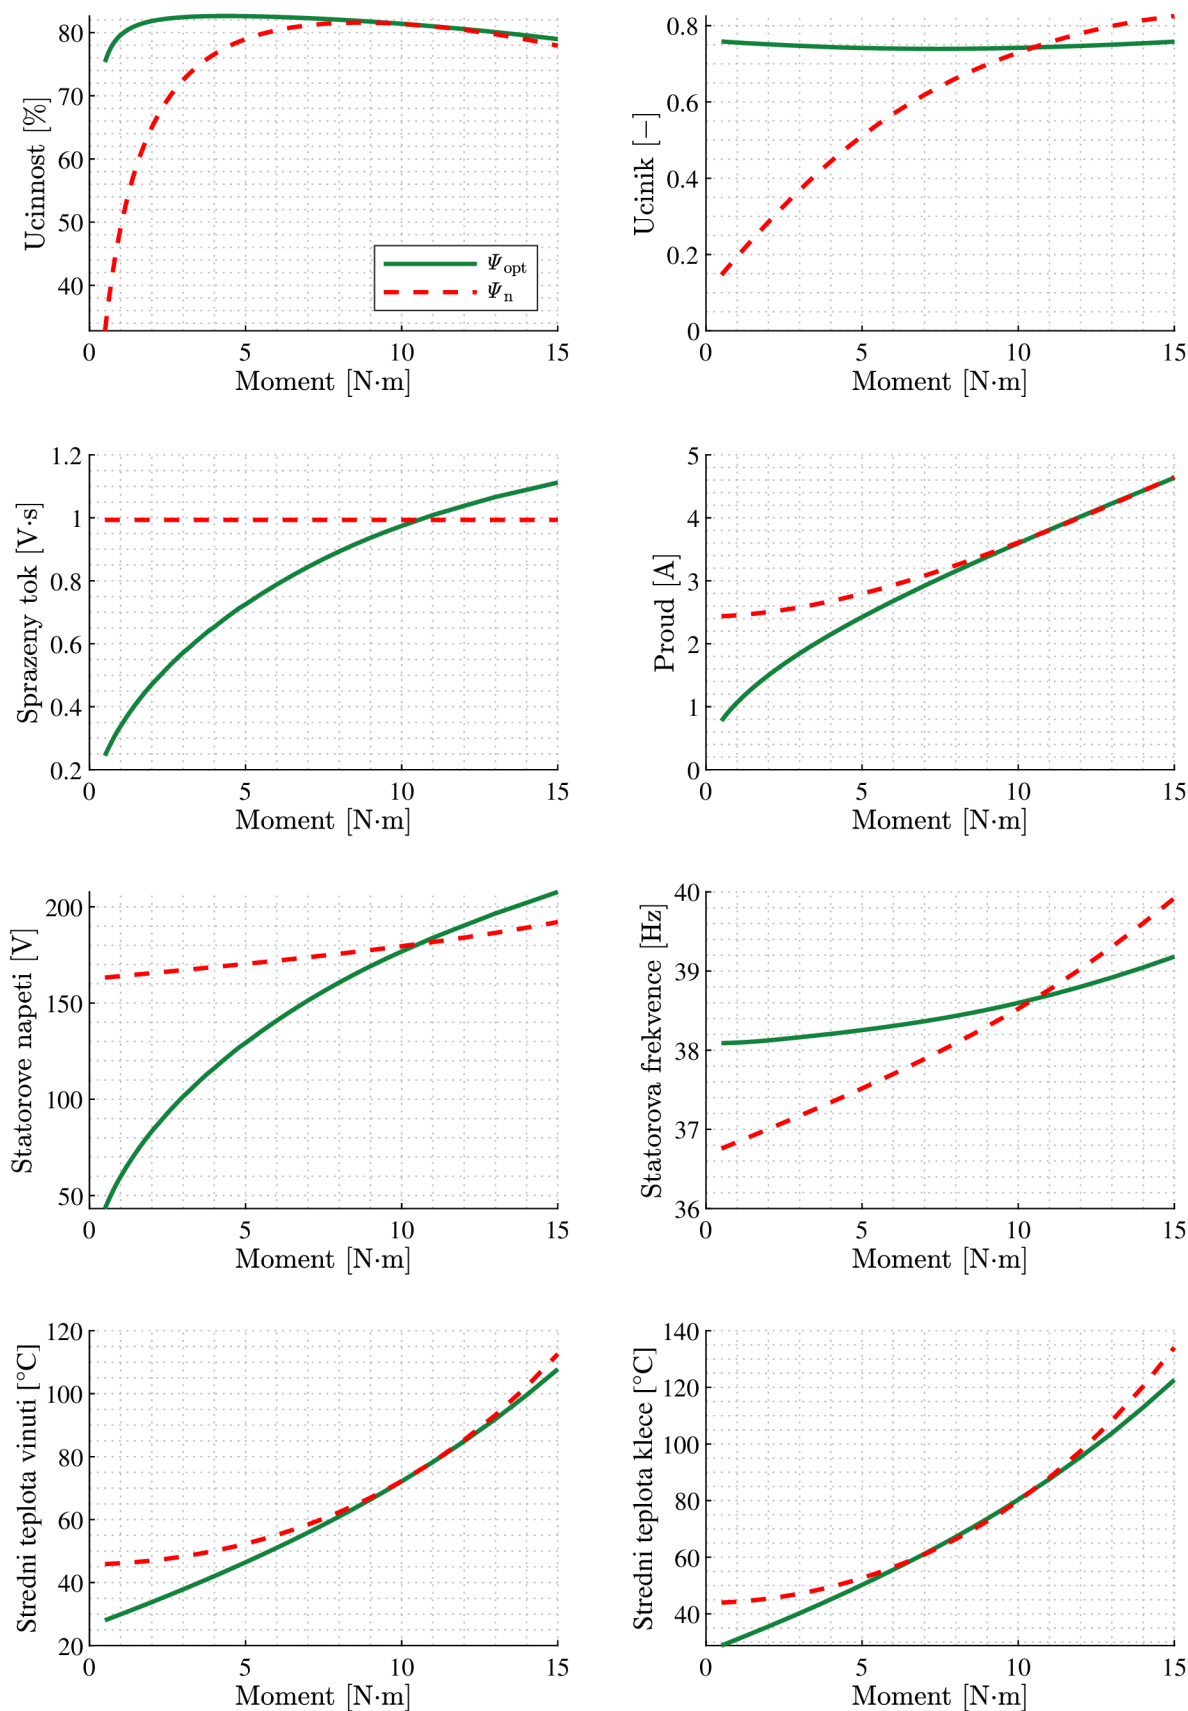 Ucinnost [%]
80
70
60
50
40
0 5 10 15
Moment [N·m]
Ψopt
Ψn
Ucinik [−]
0.8
0.6
0.4
0.2
0
0 5 10 15
Moment [N·m]
Sprazeny tok [V·s]
1.2
1
0.8
0.6
0.4
0.2
0 5 10 15
Moment [N·m]
Proud [A]
5
4
3
2
1
0
0 5 10 15
Moment [N·m]
Statorove napeti [V]
200
150
100
50
0 5 10 15
Moment [N·m]
Statorova frekvence [Hz]
40
39
38
37
36
0 5 10 15
Moment [N·m]
Stredni teplota vinuti [°C]
120
100
80
60
40
20
0 5 10 15
Moment [N·m]
Stredni teplota klece [°C]
140
120
100
80
60
40
0 5 10 15
Moment [N·m]